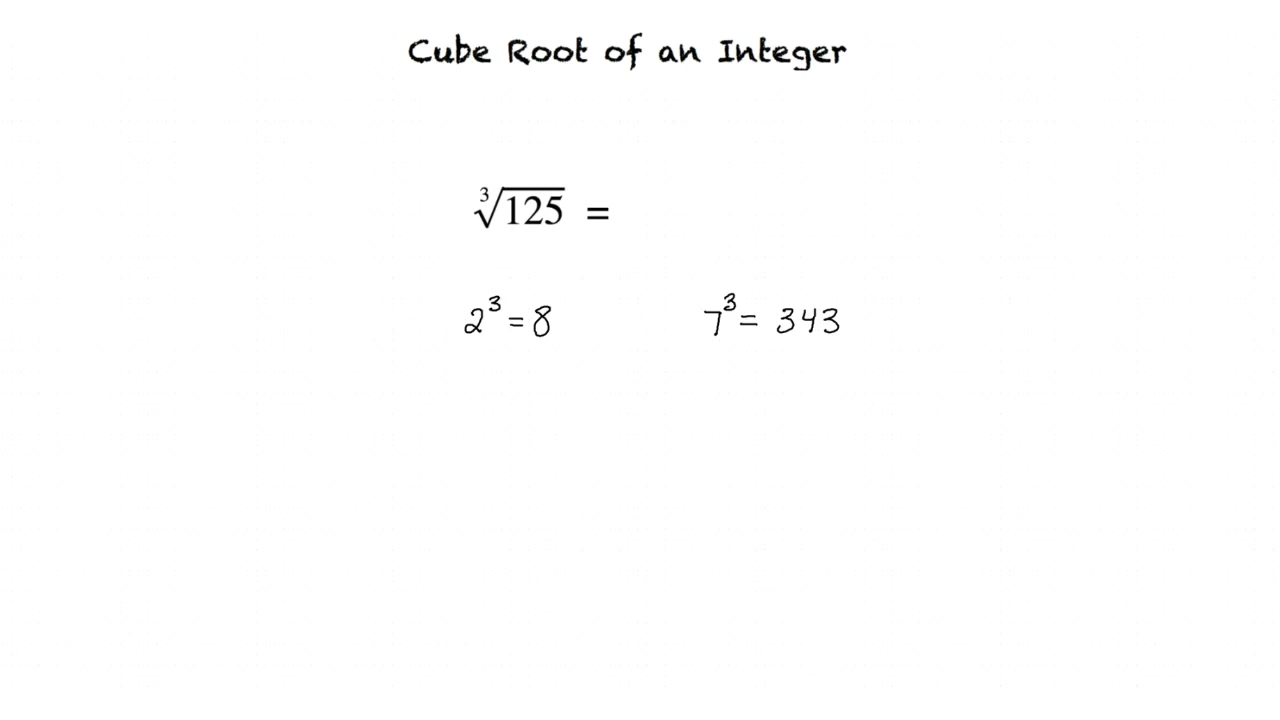 Cube Root of an Integer
∛125 =
2³ = 8 7³ = 343